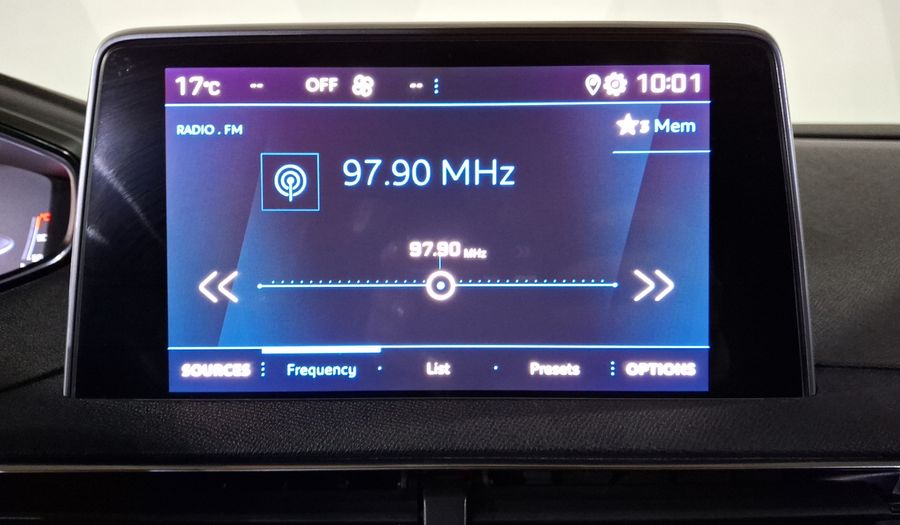 17°C -- OFF -- 10:01
RADIO . FM
3 Mem
97.90 MHz
97.90 MHz
SOURCES Frequency List Presets OPTIONS